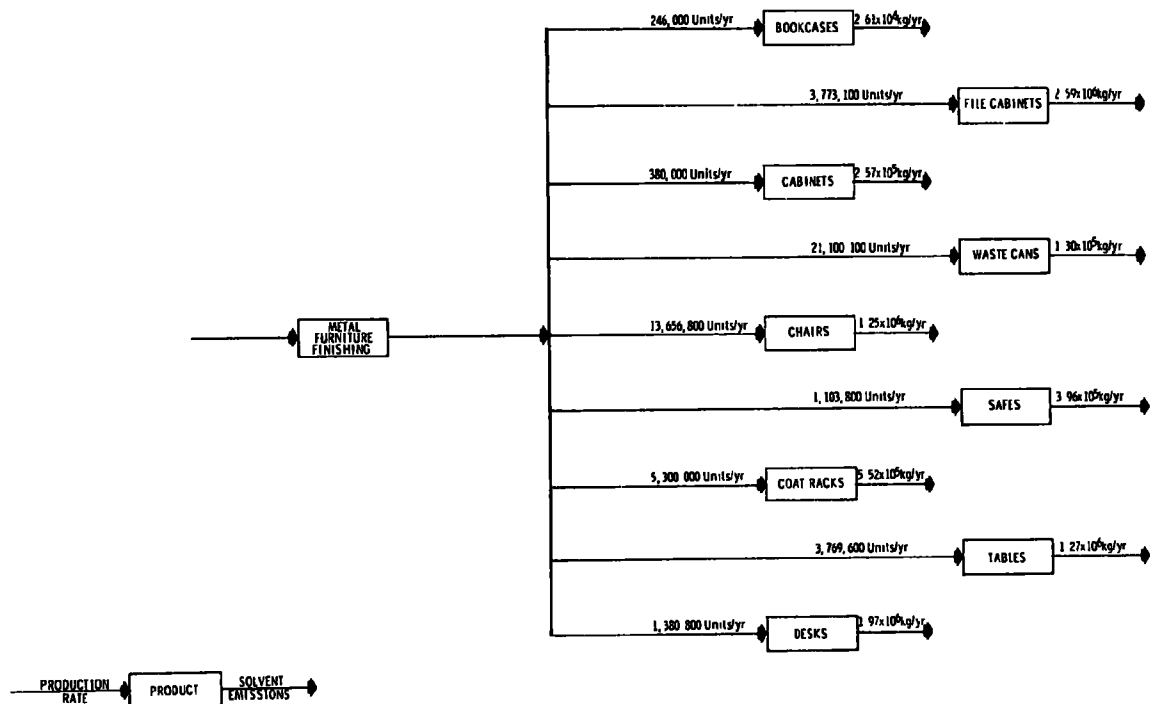 246,000 Units/yr
BOOKCASES
2 61x10⁴kg/yr
3,773,100 Units/yr
FILE CABINETS
2 59x10⁶kg/yr
380,000 Units/yr
CABINETS
2 57x10⁵kg/yr
21,100 100 Units/yr
WASTE CANS
1 30x10⁵kg/yr
METAL
FURNITURE
FINISHING
13,656,800 Units/yr
CHAIRS
1 25x10⁶kg/yr
1,103,800 Units/yr
SAFES
3 96x10⁵kg/yr
5,300 000 Units/yr
COAT RACKS
5 52x10⁵kg/yr
3,769,600 Units/yr
TABLES
1 27x10⁶kg/yr
1,380 800 Units/yr
DESKS
97x10⁶kg/yr
PRODUCTION
RATE
PRODUCT
SOLVENT
EMISSIONS